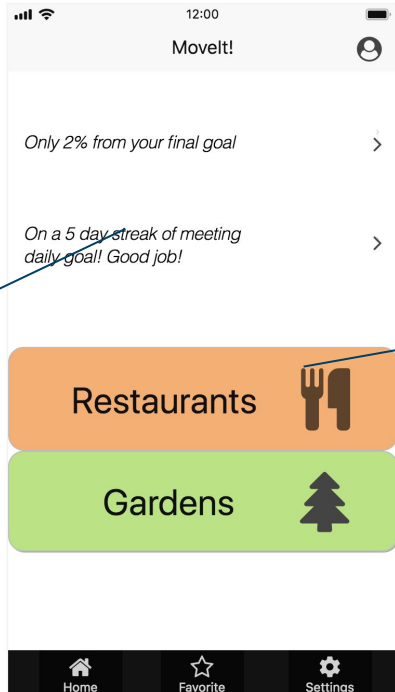 12:00
MoveIt!
Only 2% from your final goal
On a 5 day streak of meeting
daily goal! Good job!
Restaurants
Gardens
Home Favorite Settings